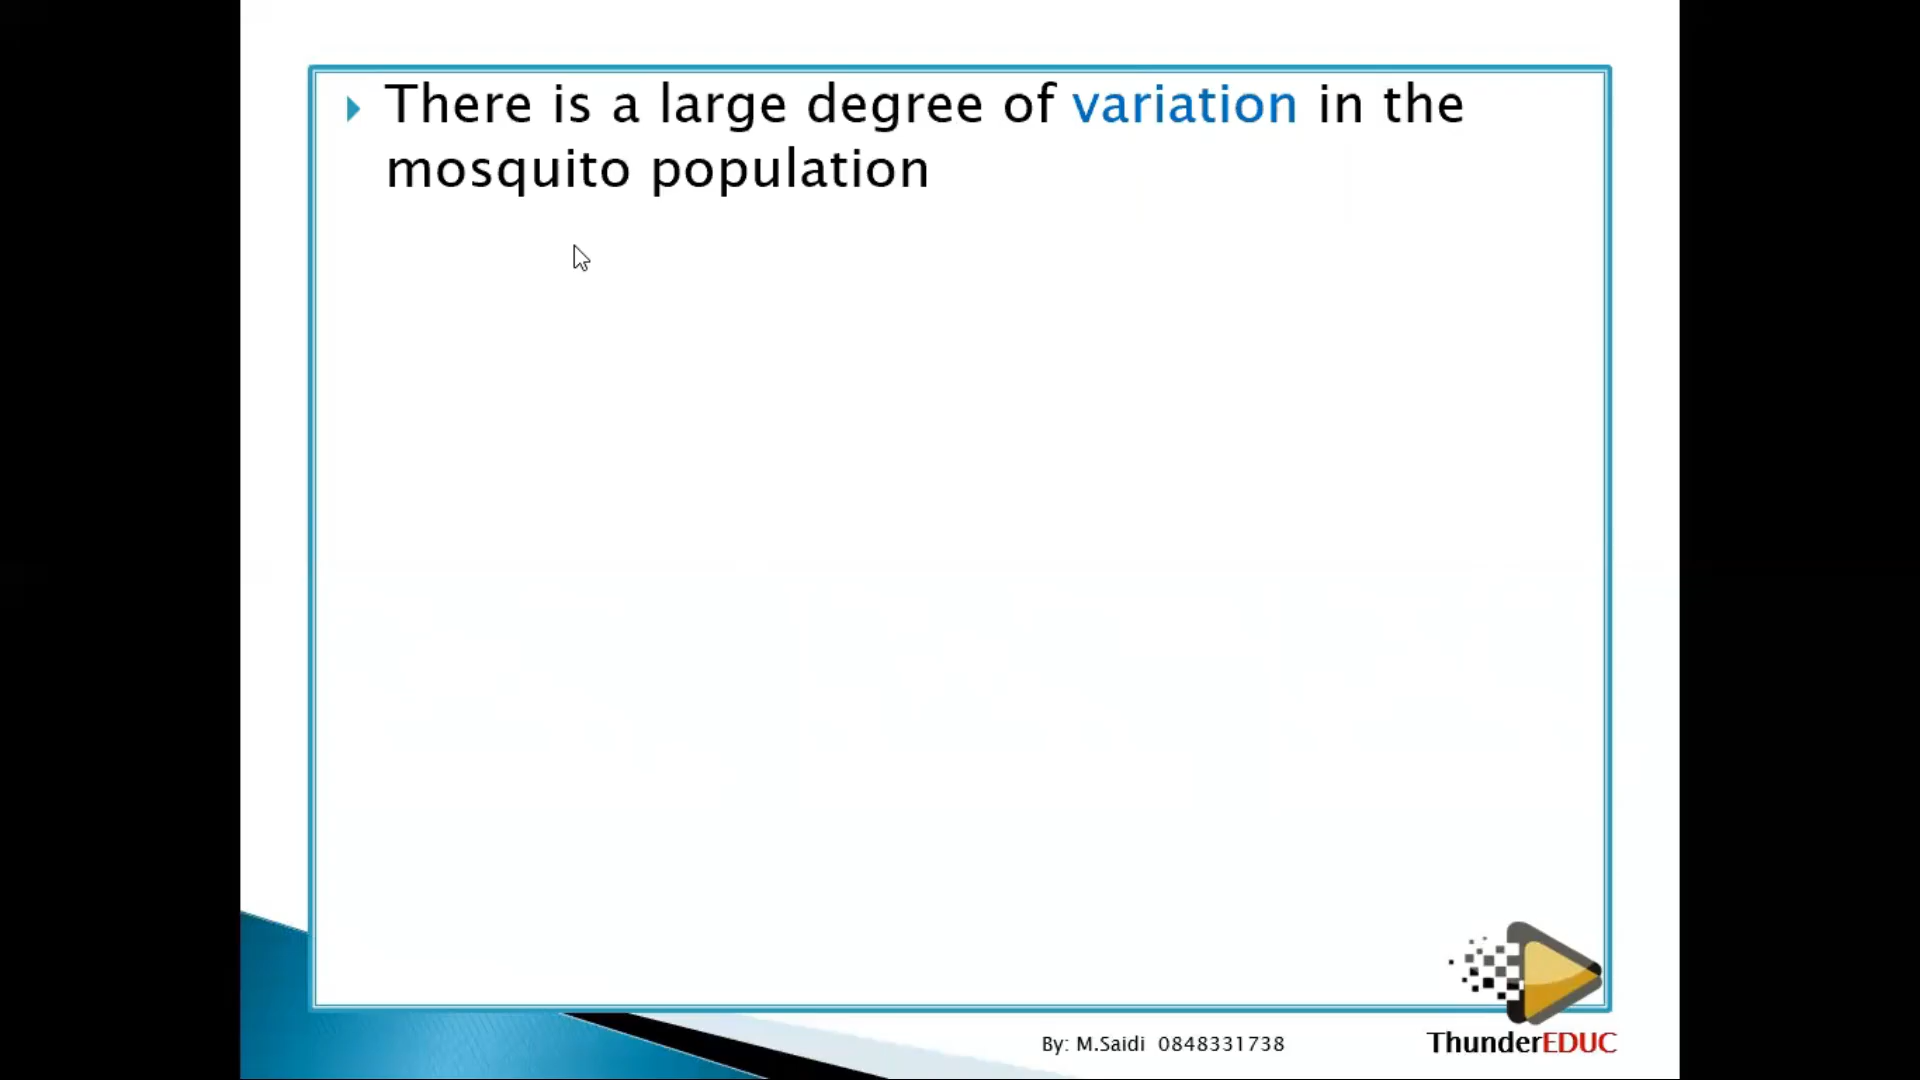 There is a large degree of variation in the
mosquito population
By: M.Saidi 0848331738
ThunderEDUC